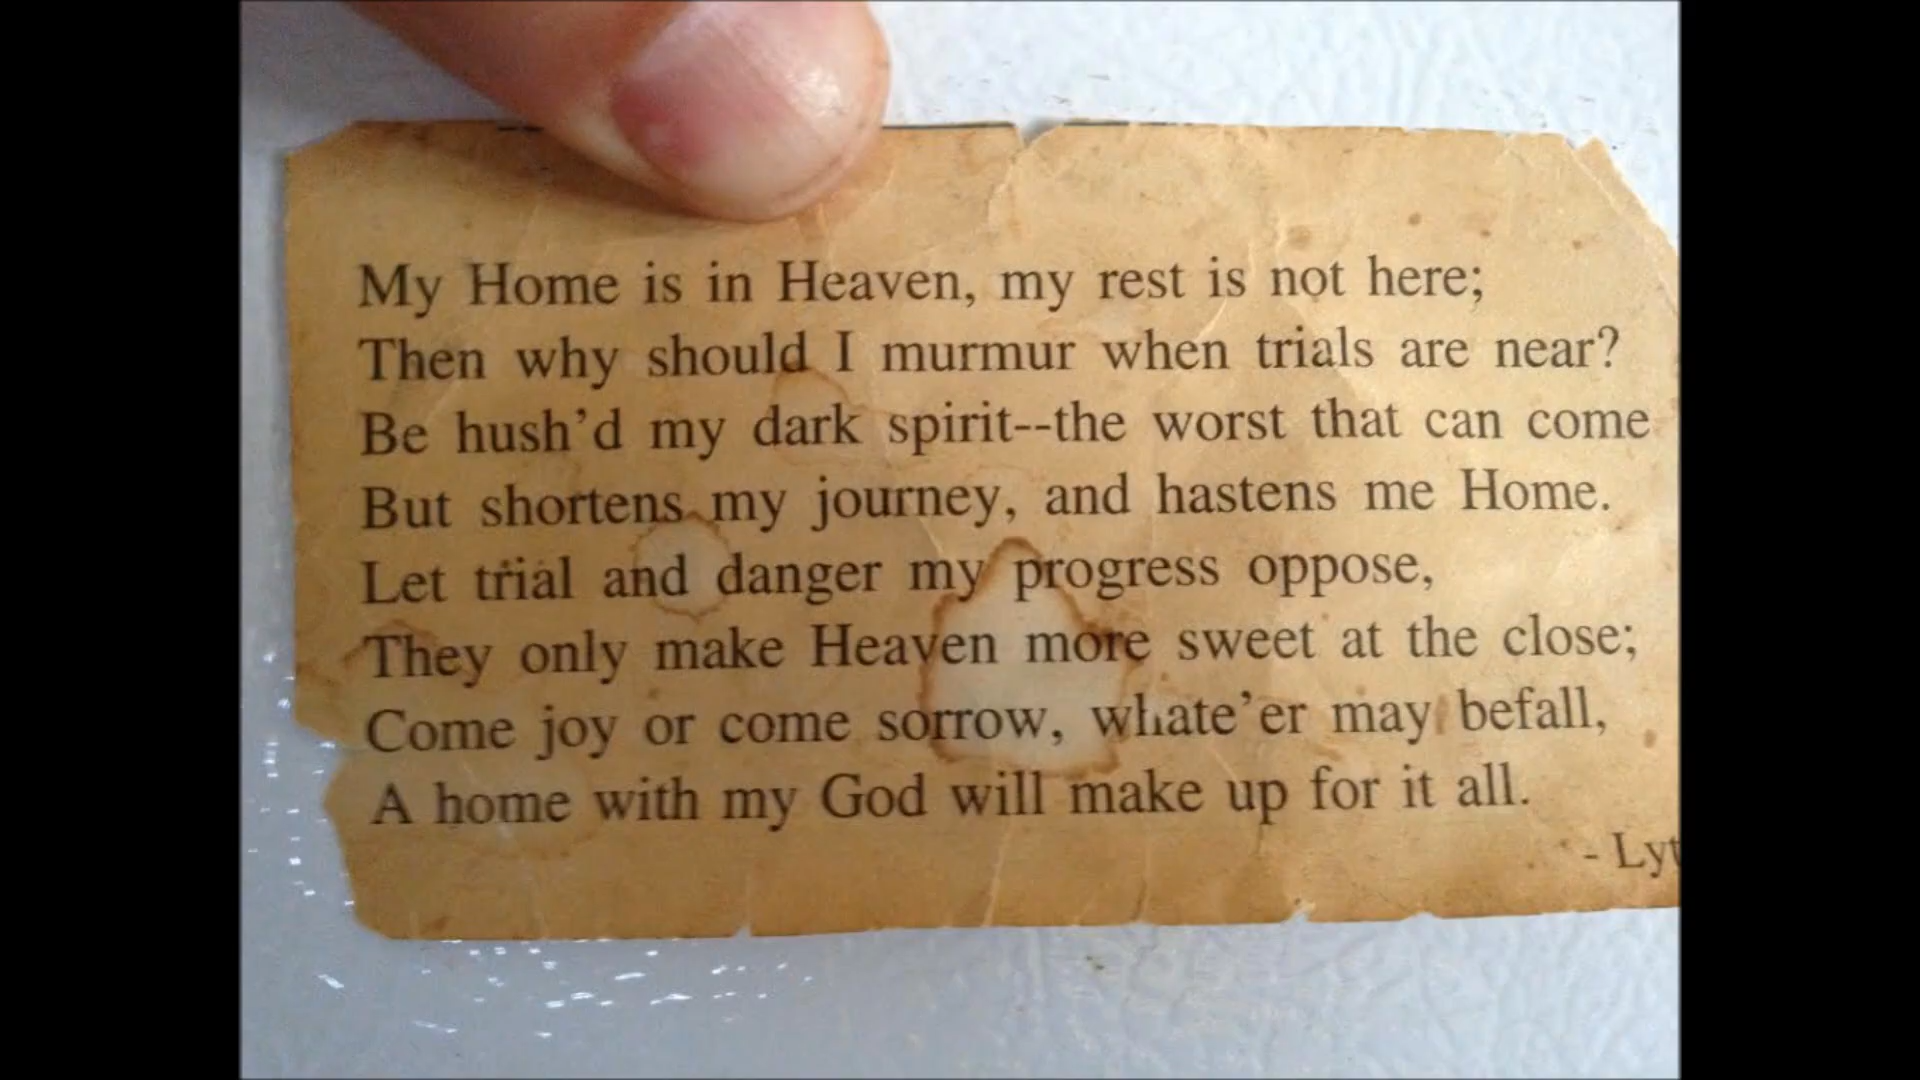 My Home is in Heaven, my rest is not here;
Then why should I murmur when trials are near?
Be hush’d my dark spirit--the worst that can come
But shortens my journey, and hastens me Home.
Let trial and danger my progress oppose,
They only make Heaven more sweet at the close;
Come joy or come sorrow, whate’er may befall,
A home with my God will make up for it all.
- Lyt